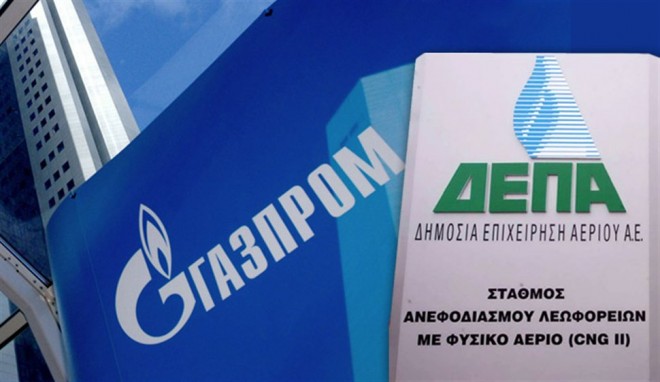 ГАЗПРОМ
ΔΕΠΑ
ΔΗΜΟΣΙΑ ΕΠΙΧΕΙΡΗΣΗ ΑΕΡΙΟΥ Α.Ε.
ΣΤΑΘΜΟΣ
ΑΝΕΦΟΔΙΑΣΜΟΥ ΛΕΩΦΟΡΕΙΩΝ
ΜΕ ΦΥΣΙΚΟ ΑΕΡΙΟ (CNG II)